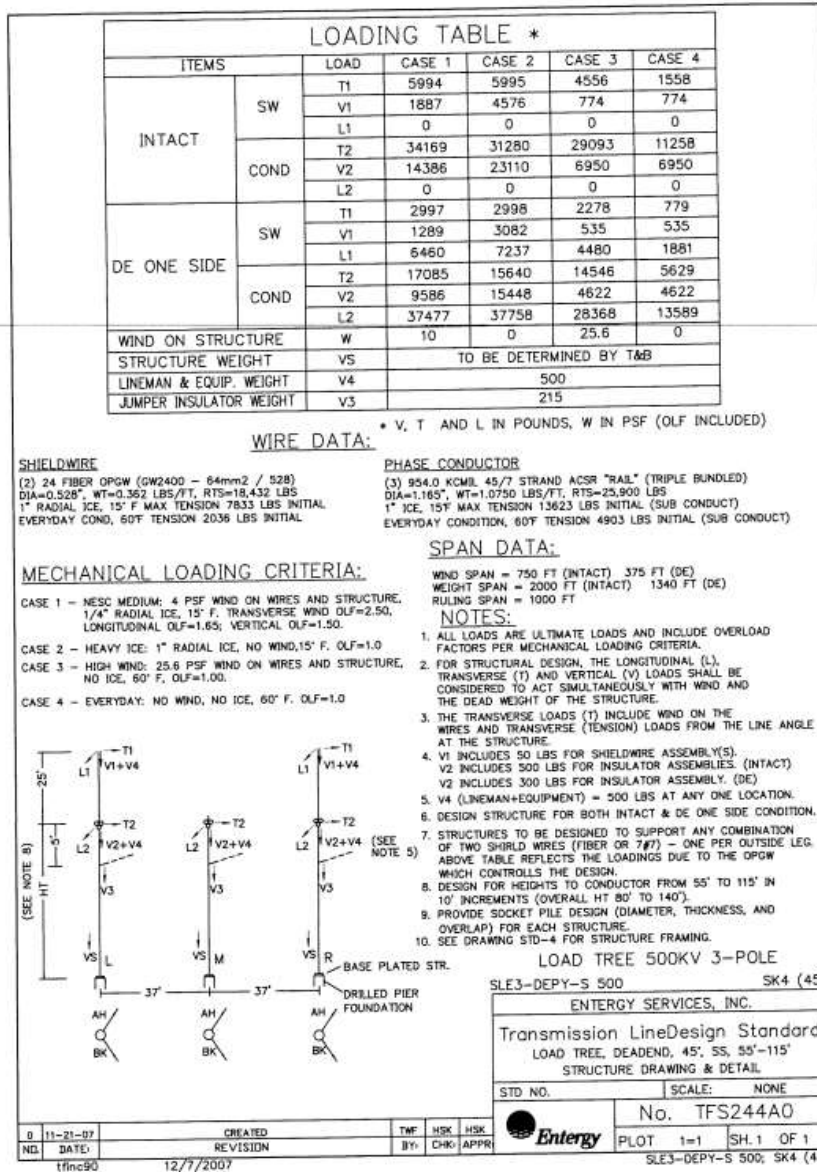 LOADING TABLE *
ITEMS LOAD CASE 1 CASE 2 CASE 3 CASE 4
INTACT
SW
T1 5994 5995 4556 1558
V1 1887 4576 774 774
L1 0 0 0 0
COND
T2 34169 31280 29093 11258
V2 14386 23110 6950 6950
L2 0 0 0 0
DE ONE SIDE
SW
T1 2997 2998 2278 779
V1 1289 3082 535 535
L1 6460 7237 4480 1881
COND
T2 17085 15640 14546 5629
V2 9586 15448 4622 4622
L2 37477 37758 28368 13589
WIND ON STRUCTURE W 10 0 25.6 0
STRUCTURE WEIGHT VS TO BE DETERMINED BY T&B
LINEMAN & EQUIP. WEIGHT V4 500
JUMPER INSULATOR WEIGHT V3 215
* V, T AND L IN POUNDS, W IN PSF (OLF INCLUDED)
WIRE DATA:
SHIELDWIRE
(2) 24 FIBER OPGW (GW2400 - 64mm2 / 528)
DIA=0.528", WT=0.362 LBS/FT, RTS=18,432 LBS
1" RADIAL ICE, 15° F MAX TENSION 7833 LBS INITIAL
EVERYDAY COND, 60°F TENSION 2036 LBS INITIAL
PHASE CONDUCTOR
(3) 954.0 KCMIL 45/7 STRAND ACSR "RAIL" (TRIPLE BUNDLED)
DIA=1.165", WT=1.0750 LBS/FT, RTS=25,900 LBS
1" ICE, 15°F MAX TENSION 13623 LBS INITIAL (SUB CONDUCT)
EVERYDAY CONDITION, 60°F TENSION 4903 LBS INITIAL (SUB CONDUCT)
SPAN DATA:
WIND SPAN = 750 FT (INTACT) 375 FT (DE)
WEIGHT SPAN = 2000 FT (INTACT) 1340 FT (DE)
RULING SPAN = 1000 FT
MECHANICAL LOADING CRITERIA:
CASE 1 - NESC MEDIUM: 4 PSF WIND ON WIRES AND STRUCTURE,
1/4" RADIAL ICE, 15° F. TRANSVERSE WIND OLF=2.50,
LONGITUDINAL OLF=1.65; VERTICAL OLF=1.50.
CASE 2 - HEAVY ICE: 1" RADIAL ICE, NO WIND,15° F. OLF=1.0
CASE 3 - HIGH WIND: 25.6 PSF WIND ON WIRES AND STRUCTURE,
NO ICE, 60° F, OLF=1.00.
CASE 4 - EVERYDAY: NO WIND, NO ICE, 60° F. OLF=1.0
NOTES:
1. ALL LOADS ARE ULTIMATE LOADS AND INCLUDE OVERLOAD
FACTORS PER MECHANICAL LOADING CRITERIA.
2. FOR STRUCTURAL DESIGN, THE LONGITUDINAL (L),
TRANSVERSE (T) AND VERTICAL (V) LOADS SHALL BE
CONSIDERED TO ACT SIMULTANEOUSLY WITH WIND AND
THE DEAD WEIGHT OF THE STRUCTURE.
3. THE TRANSVERSE LOADS (T) INCLUDE WIND ON THE
WIRES AND TRANSVERSE (TENSION) LOADS FROM THE LINE ANGLE
AT THE STRUCTURE.
4. V1 INCLUDES 50 LBS FOR SHIELDWIRE ASSEMBLY(S).
V2 INCLUDES 500 LBS FOR INSULATOR ASSEMBLIES. (INTACT)
V2 INCLUDES 300 LBS FOR INSULATOR ASSEMBLY. (DE)
5. V4 (LINEMAN+EQUIPMENT) = 500 LBS AT ANY ONE LOCATION.
6. DESIGN STRUCTURE FOR BOTH INTACT & DE ONE SIDE CONDITION.
7. STRUCTURES TO BE DESIGNED TO SUPPORT ANY COMBINATION
OF TWO SHIRLD WIRES (FIBER OR 7#7) - ONE PER OUTSIDE LEG.
ABOVE TABLE REFLECTS THE LOADINGS DUE TO THE OPGW
WHICH CONTROLLS THE DESIGN.
8. DESIGN FOR HEIGHTS TO CONDUCTOR FROM 55' TO 115' IN
10' INCREMENTS (OVERALL HT 80' TO 140').
9. PROVIDE SOCKET PILE DESIGN (DIAMETER, THICKNESS, AND
OVERLAP) FOR EACH STRUCTURE.
10. SEE DRAWING STD-4 FOR STRUCTURE FRAMING.
T1 T1
L1 V1+V4 L1 V1+V4
25'
T2 T2 T2
L2 V2+V4 L2 V2+V4 L2 V2+V4 (SEE NOTE 5)
5'
V3 V3 V3
HT
(SEE NOTE 8)
VS L VS M VS R
BASE PLATED STR.
37' 37'
DRILLED PIER
FOUNDATION
AH AH AH
BK BK BK
LOAD TREE 500KV 3-POLE
SLE3-DEPY-S 500 SK4 (45
ENTERGY SERVICES, INC.
Transmission LineDesign Standard
LOAD TREE, DEADEND, 45°, SS, 55'-115'
STRUCTURE DRAWING & DETAIL
STD NO. SCALE: NONE
Entergy
No. TFS244A0
PLOT 1=1 SH. 1 OF 1
0 11-21-07 CREATED TWF HSK HSK
NO. DATE: REVISION BY: CHK: APPR:
tfinc90 12/7/2007
SLE3-DEPY-S 500; SK4 (4